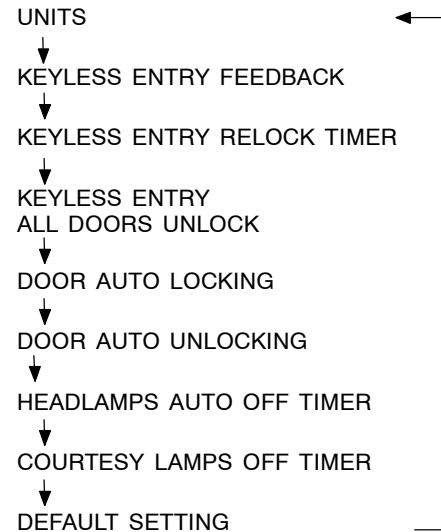 UNITS
KEYLESS ENTRY FEEDBACK
KEYLESS ENTRY RELOCK TIMER
KEYLESS ENTRY
ALL DOORS UNLOCK
DOOR AUTO LOCKING
DOOR AUTO UNLOCKING
HEADLAMPS AUTO OFF TIMER
COURTESY LAMPS OFF TIMER
DEFAULT SETTING